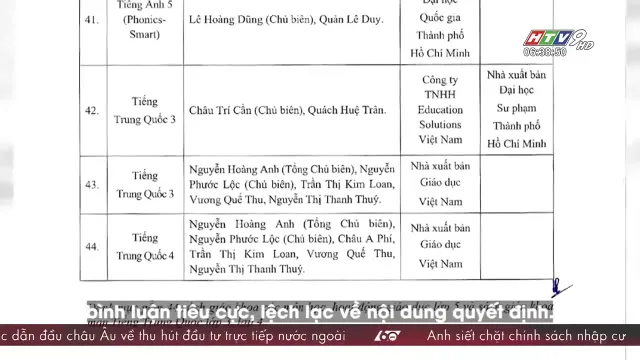 Tiếng Anh 5
41.
(Phonics-
Smart)
Lê Hoàng Dũng (Chủ biên), Quản Lê Duy.
Đại học
Quốc gia
Thành phố
Hồ Chí Minh
HTV9 HD
06:38:50
42.
Tiếng
Trung Quốc 3
Châu Trí Cẩn (Chủ biên), Quách Huệ Trân.
Công ty
TNHH
Education
Solutions
Việt Nam
Nhà xuất bản
Đại học
Sư phạm
Thành phố
Hồ Chí Minh
43.
Tiếng
Trung Quốc 3
Nguyễn Hoàng Anh (Tổng Chủ biên), Nguyễn
Phước Lộc (Chủ biên), Trần Thị Kim Loan,
Vương Quế Thu, Nguyễn Thị Thanh Thuý.
Nhà xuất bản
Giáo dục
Việt Nam
44.
Tiếng
Trung Quốc 4
Nguyễn Hoàng Anh (Tổng Chủ biên),
Nguyễn Phước Lộc (Chủ biên), Châu A Phí,
Trần Thị Kim Loan, Vương Quế Thu,
Nguyễn Thị Thanh Thuý.
Nhà xuất bản
Giáo dục
Việt Nam
bình luận tiêu cực, lệch lạc về nội dung quyết định.
dẫn đầu châu Âu về thu hút đầu tư trực tiếp nước ngoài
60
Anh siết chặt chính sách nhập cư